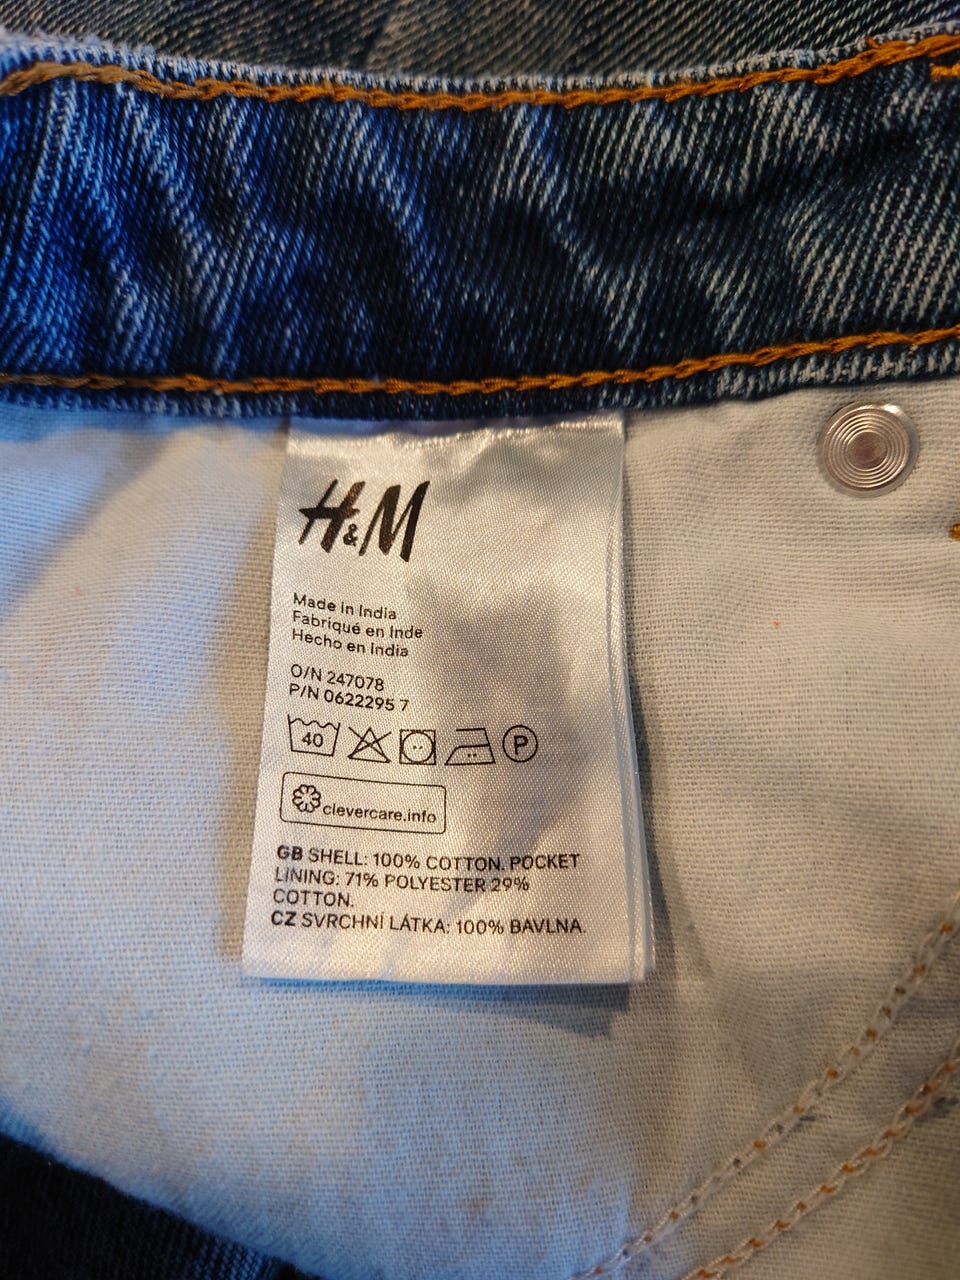 H&M
Made in India
Fabriqué en Inde
Hecho en India
O/N 247078
P/N 0622295 7
40
P
clevercare.info
GB SHELL: 100% COTTON. POCKET
LINING: 71% POLYESTER 29%
COTTON.
CZ SVRCHNÍ LÁTKA: 100% BAVLNA.